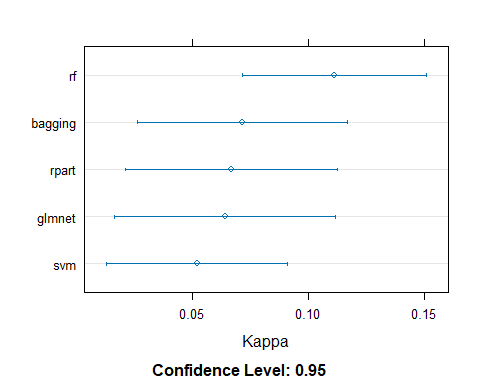 rf
bagging
rpart
glmnet
svm
0.05 0.10 0.15
Kappa
Confidence Level: 0.95